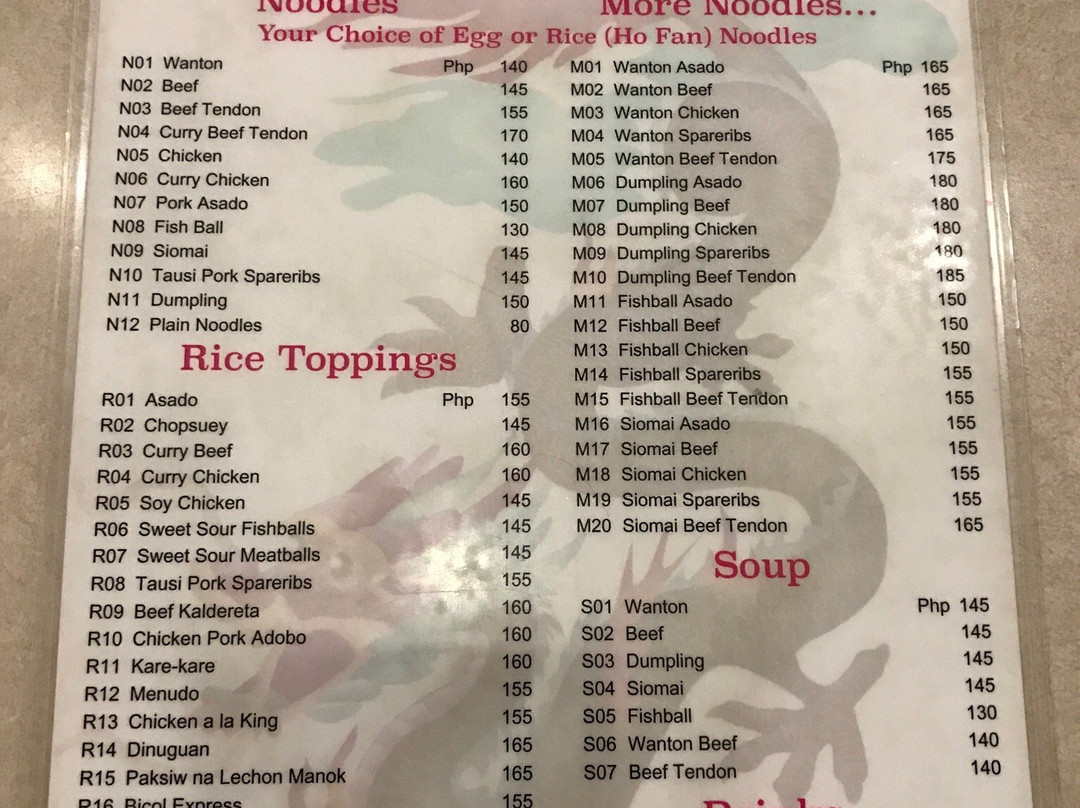 Noodles
More Noodles...
Your Choice of Egg or Rice (Ho Fan) Noodles
N01 Wanton Php 140
N02 Beef 145
N03 Beef Tendon 155
N04 Curry Beef Tendon 170
N05 Chicken 140
N06 Curry Chicken 160
N07 Pork Asado 150
N08 Fish Ball 130
N09 Siomai 145
N10 Tausi Pork Spareribs 145
N11 Dumpling 150
N12 Plain Noodles 80
Rice Toppings
R01 Asado Php 155
R02 Chopsuey 145
R03 Curry Beef 160
R04 Curry Chicken 160
R05 Soy Chicken 145
R06 Sweet Sour Fishballs 145
R07 Sweet Sour Meatballs 145
R08 Tausi Pork Spareribs 155
R09 Beef Kaldereta 160
R10 Chicken Pork Adobo 160
R11 Kare-kare 160
R12 Menudo 155
R13 Chicken a la King 155
R14 Dinuguan 165
R15 Paksiw na Lechon Manok 165
R16 Bicol Express 155
M01 Wanton Asado Php 165
M02 Wanton Beef 165
M03 Wanton Chicken 165
M04 Wanton Spareribs 165
M05 Wanton Beef Tendon 175
M06 Dumpling Asado 180
M07 Dumpling Beef 180
M08 Dumpling Chicken 180
M09 Dumpling Spareribs 180
M10 Dumpling Beef Tendon 185
M11 Fishball Asado 150
M12 Fishball Beef 150
M13 Fishball Chicken 150
M14 Fishball Spareribs 155
M15 Fishball Beef Tendon 155
M16 Siomai Asado 155
M17 Siomai Beef 155
M18 Siomai Chicken 155
M19 Siomai Spareribs 155
M20 Siomai Beef Tendon 165
Soup
S01 Wanton Php 145
S02 Beef 145
S03 Dumpling 145
S04 Siomai 145
S05 Fishball 130
S06 Wanton Beef 140
S07 Beef Tendon 140
Drinks